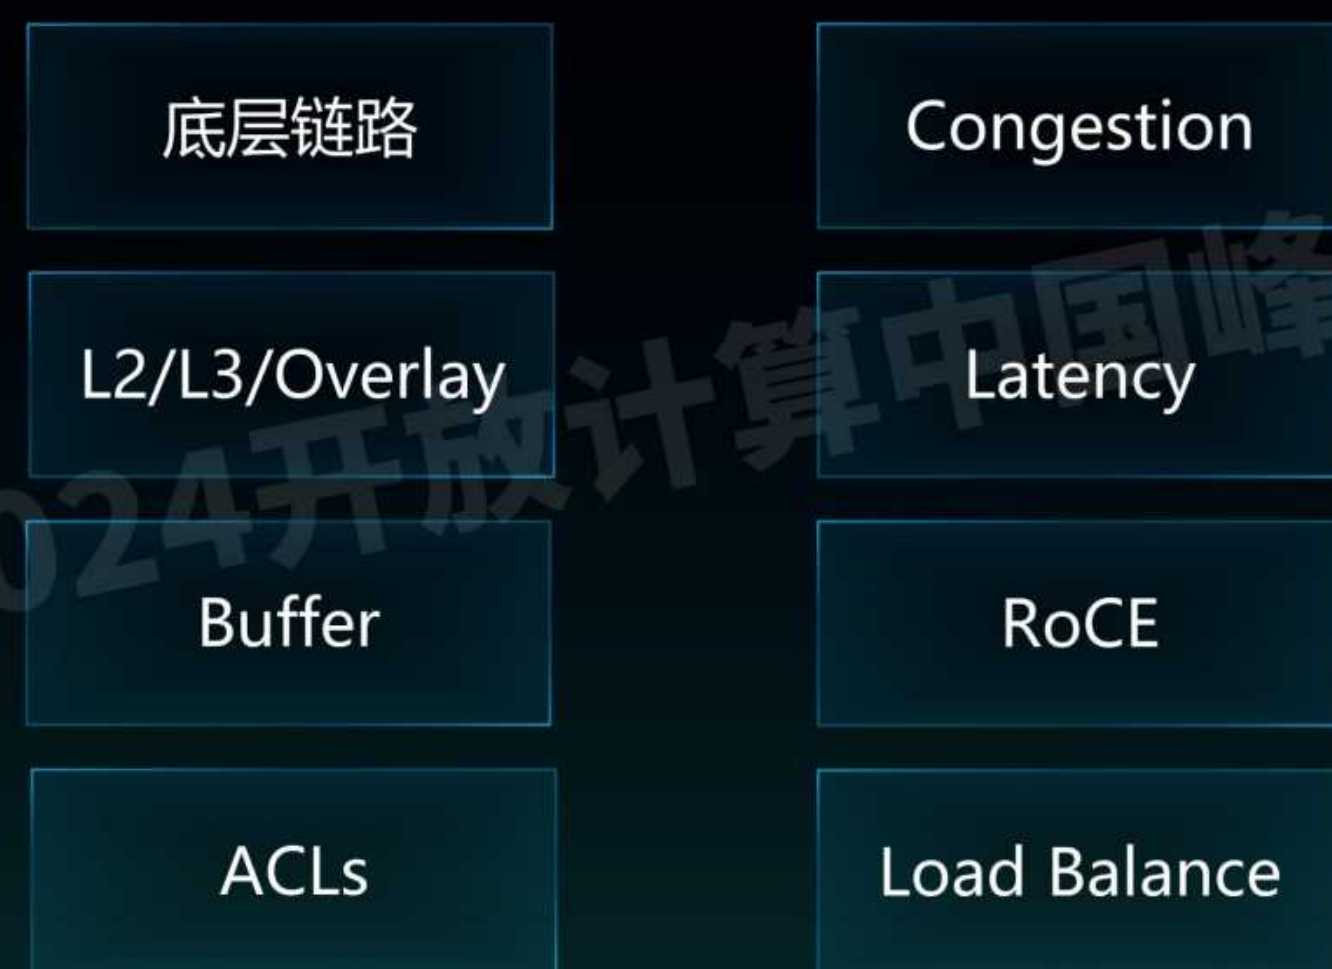 底层链路
Congestion
L2/L3/Overlay
Latency
Buffer
RoCE
ACLs
Load Balance
024开放计算中国峰